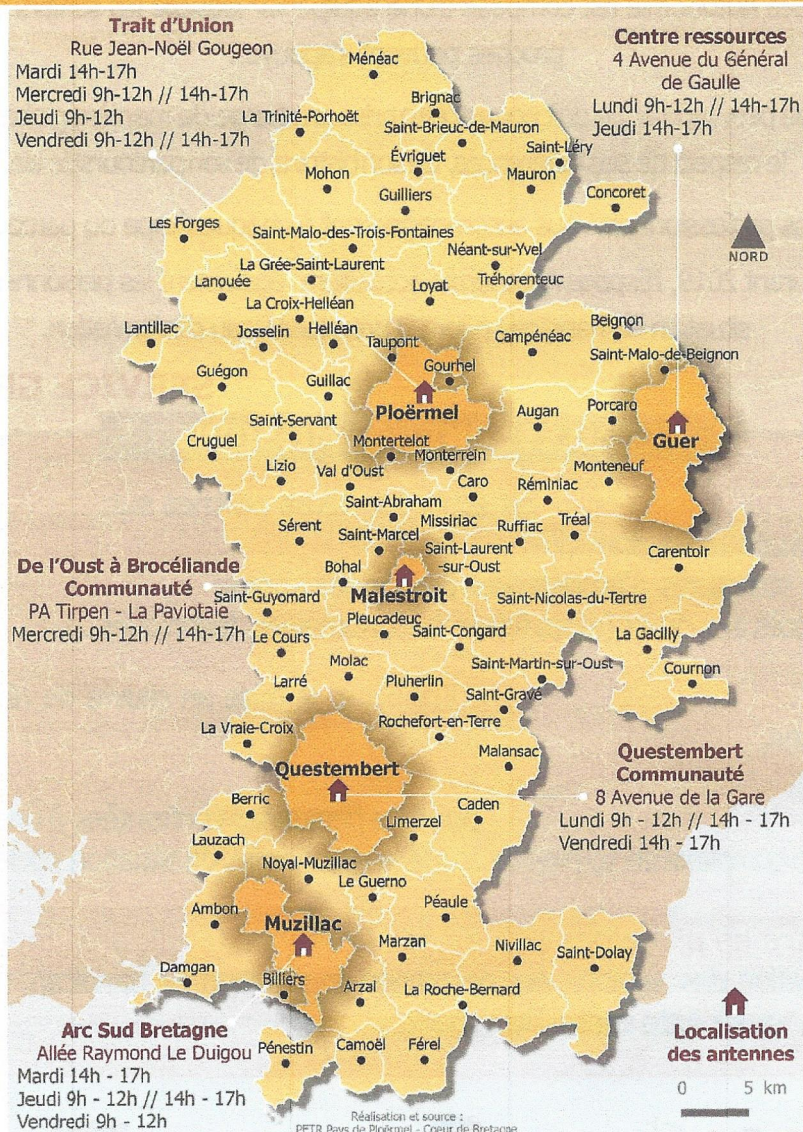 Trait d'Union
Rue Jean-Noël Gougeon
Mardi 14h-17h
Mercredi 9h-12h // 14h-17h
Jeudi 9h-12h
Vendredi 9h-12h // 14h-17h
Centre ressources
4 Avenue du Général
de Gaulle
Lundi 9h-12h // 14h-17h
Jeudi 14h-17h
NORD
Ménéac
Brignac
La Trinité-Porhoët
Saint-Brieuc-de-Mauron
Saint-Léry
Évriguet
Mohon
Mauron
Guilliers
Concoret
Les Forges
Saint-Malo-des-Trois-Fontaines
Néant-sur-Yvel
La Grée-Saint-Laurent
Tréhorenteuc
Lanouée
Loyat
La Croix-Helléan
Beignon
Lantillac
Josselin
Helléan
Taupont
Campénéac
Saint-Malo-de-Beignon
Gourhel
Guégon
Guillac
Ploërmel
Augan
Porcaro
Guer
Saint-Servant
Cruguel
Montertelot
Monterrein
Lizio
Val d'Oust
Caro
Monteneuf
Réminiac
Saint-Abraham
Sérent
Missiriac
Ruffiac
Tréal
Saint-Marcel
Saint-Laurent
-sur-Oust
Carentoir
De l'Oust à Brocéliande
Communauté
PA Tirpen - La Paviotaie
Mercredi 9h-12h // 14h-17h
Bohal
Malestroit
Saint-Guyomard
Saint-Nicolas-du-Tertre
Pleucadeuc
Le Cours
Saint-Congard
La Gacilly
Molac
Saint-Martin-sur-Oust
Cournon
Larré
Pluherlin
Saint-Gravé
Rochefort-en-Terre
La Vraie-Croix
Malansac
Questembert
Questembert
Communauté
8 Avenue de la Gare
Lundi 9h - 12h // 14h - 17h
Vendredi 14h - 17h
Berric
Caden
Limerzel
Lauzach
Noyal-Muzillac
Le Guerno
Péaule
Ambon
Muzillac
Marzan
Nivillac
Saint-Dolay
Damgan
Billiers
Arzal
La Roche-Bernard
Arc Sud Bretagne
Allée Raymond Le Duigou
Mardi 14h - 17h
Jeudi 9h - 12h // 14h - 17h
Vendredi 9h - 12h
Pénestin
Camoël
Férel
Localisation
des antennes
0 5 km
Réalisation et source :
PETR Pays de Ploërmel - Coeur de Bretagne